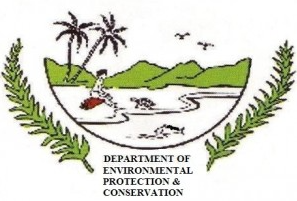 DEPARTMENT OF
ENVIRONMENTAL
PROTECTION &
CONSERVATION